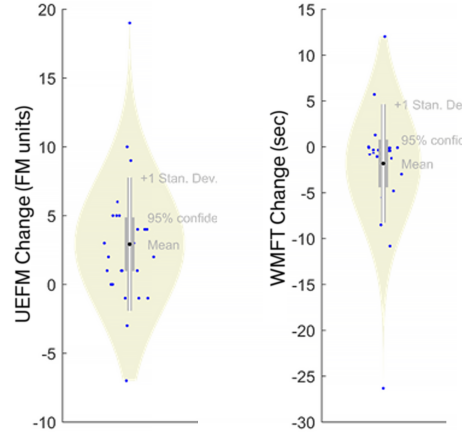 20
15
10
5
0
-5
-10
UEFM Change (FM units)
+1 Stan. Dev.
95% confide
Mean
15
10
5
0
-5
-10
-15
-20
-25
-30
WMFT Change (sec)
+1 Stan. De
95% confid
Mean